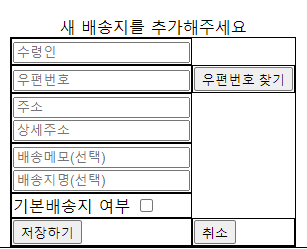 새 배송지를 추가해주세요
수령인
우편번호 우편번호 찾기
주소
상세주소
배송메모(선택)
배송지명(선택)
기본배송지 여부
저장하기 취소